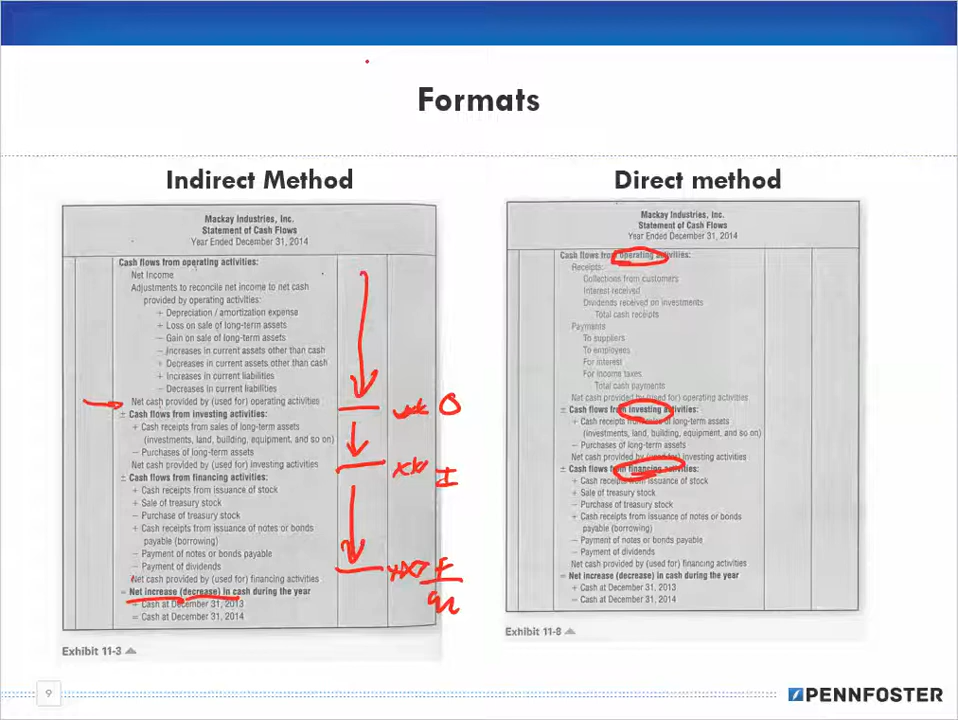 Formats
Indirect Method
Mackay Industries, Inc.
Statement of Cash Flows
Year Ended December 31, 2014
Cash flows from operating activities:
Net Income
Adjustments to reconcile net income to net cash
provided by operating activities:
+ Depreciation / amortization expense
+ Loss on sale of long-term assets
− Gain on sale of long-term assets
− Increases in current assets other than cash
+ Decreases in current assets other than cash
+ Increases in current liabilities
− Decreases in current liabilities
Net cash provided by (used for) operating activities
± Cash flows from investing activities:
+ Cash receipts from sales of long-term assets
(investments, land, building, equipment, and so on)
− Purchases of long-term assets
Net cash provided by (used for) investing activities
± Cash flows from financing activities:
+ Cash receipts from issuance of stock
+ Sale of treasury stock
− Purchase of treasury stock
+ Cash receipts from issuance of notes or bonds
payable (borrowing)
− Payment of notes or bonds payable
− Payment of dividends
Net cash provided by (used for) financing activities
= Net increase (decrease) in cash during the year
+ Cash at December 31, 2013
= Cash at December 31, 2014
Exhibit 11-3
O
I
F
Direct method
Mackay Industries, Inc.
Statement of Cash Flows
Year Ended December 31, 2014
Cash flows from operating activities:
Receipts:
Collections from customers
Interest received
Dividends received on investments
Total cash receipts
Payments
To suppliers
To employees
For interest
For income taxes
Total cash payments
Net cash provided by (used for) operating activities
± Cash flows from investing activities:
+ Cash receipts from sales of long-term assets
(investments, land, building, equipment, and so on)
− Purchases of long-term assets
Net cash provided by (used for) investing activities
± Cash flows from financing activities:
+ Cash receipts from issuance of stock
+ Sale of treasury stock
− Purchase of treasury stock
+ Cash receipts from issuance of notes or bonds
payable (borrowing)
− Payment of notes or bonds payable
− Payment of dividends
Net cash provided by (used for) financing activities
= Net increase (decrease) in cash during the year
+ Cash at December 31, 2013
= Cash at December 31, 2014
Exhibit 11-8
9
PENNFOSTER